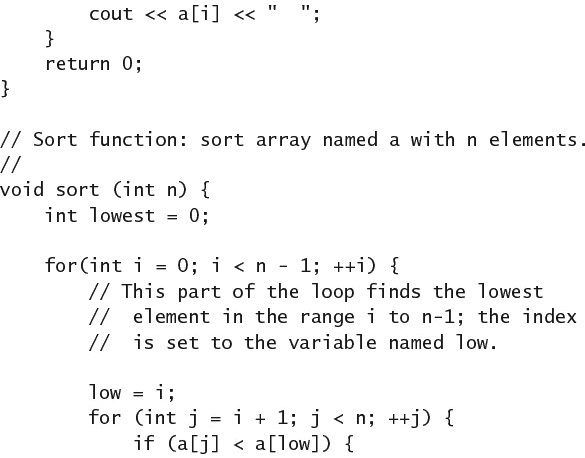 cout << a[i] << "  ";
}
return 0;
}
// Sort function: sort array named a with n elements.
//
void sort (int n) {
int lowest = 0;
for(int i = 0; i < n - 1; ++i) {
// This part of the loop finds the lowest
//  element in the range i to n-1; the index
//  is set to the variable named low.
low = i;
for (int j = i + 1; j < n; ++j) {
if (a[j] < a[low]) {